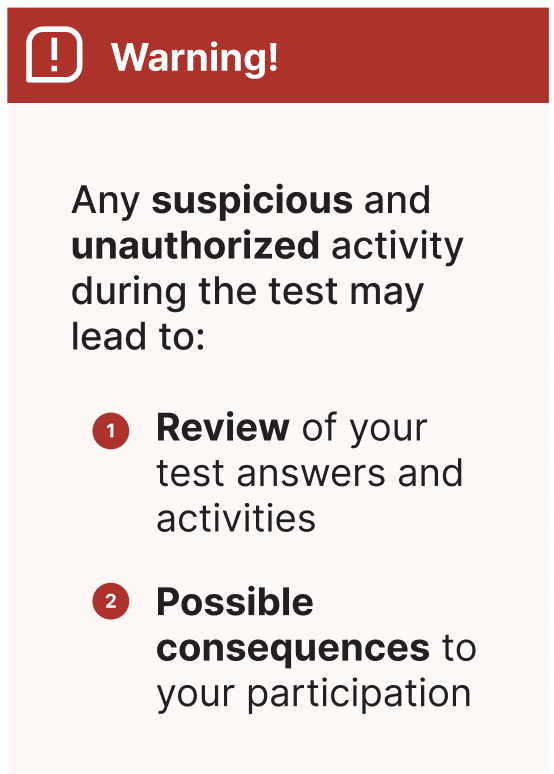 Warning!
Any suspicious and
unauthorized activity
during the test may
lead to:
1 Review of your
test answers and
activities
2 Possible
consequences to
your participation